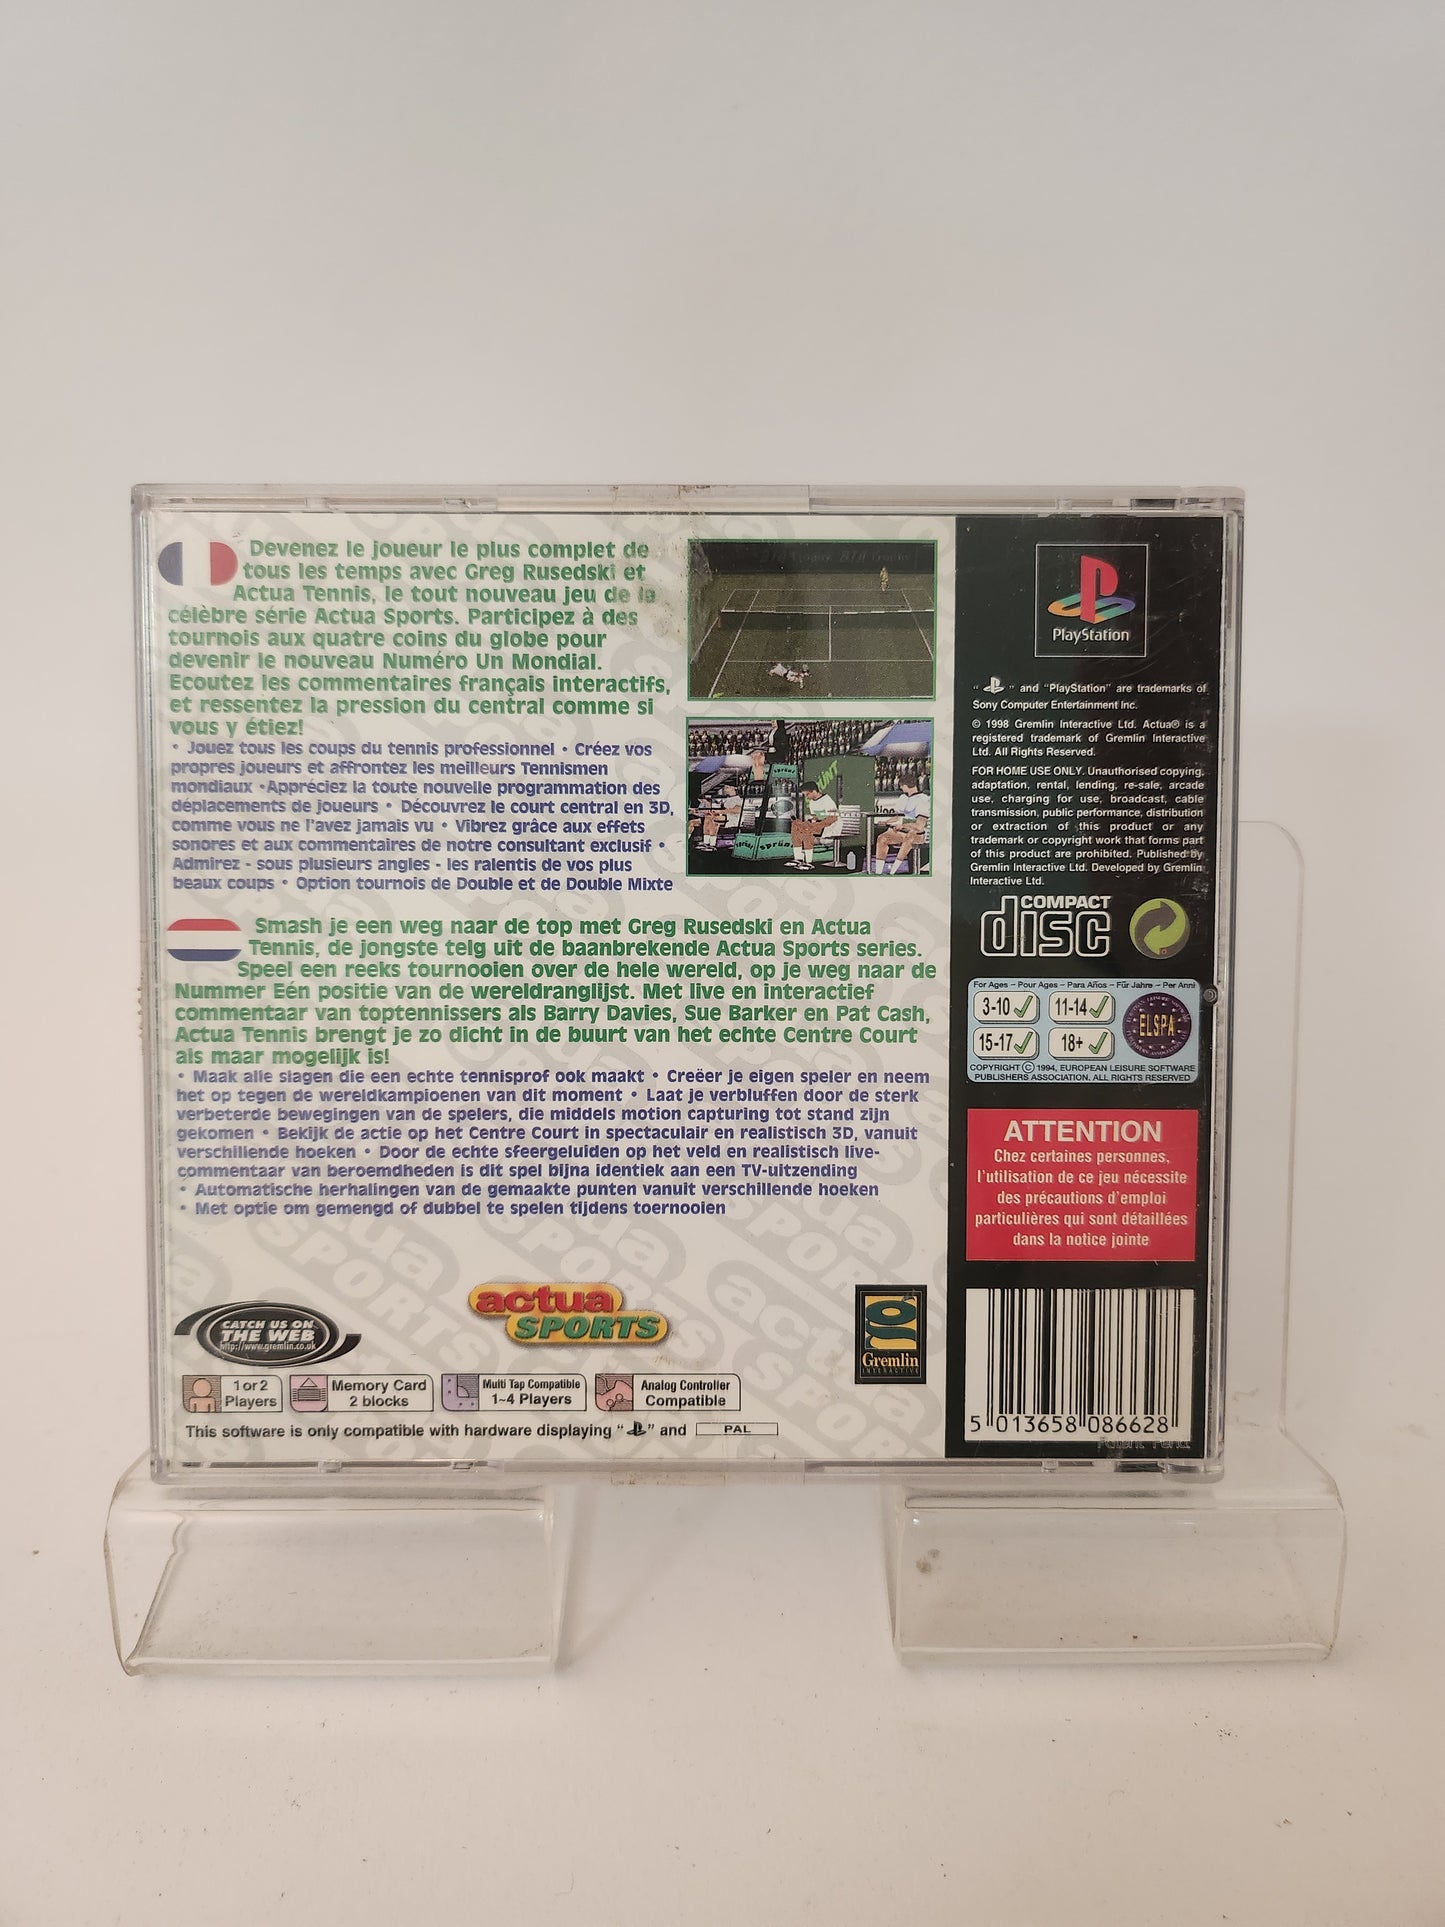 Devenez le joueur le plus complet de
tous les temps avec Greg Rusedski et
Actua Tennis, le tout nouveau jeu de la
célèbre série Actua Sports. Participez à des
tournois aux quatre coins du globe pour
devenir le nouveau Numéro Un Mondial.
Ecoutez les commentaires français interactifs,
et ressentez la pression du central comme si
vous y étiez!
• Jouez tous les coups du tennis professionnel • Créez vos
propres joueurs et affrontez les meilleurs Tennismen
mondiaux •Appréciez la toute nouvelle programmation des
déplacements de joueurs • Découvrez le court central en 3D,
comme vous ne l'avez jamais vu • Vibrez grâce aux effets
sonores et aux commentaires de notre consultant exclusif •
Admirez - sous plusieurs angles - les ralentis de vos plus
beaux coups • Option tournois de Double et de Double Mixte
Smash je een weg naar de top met Greg Rusedski en Actua
Tennis, de jongste telg uit de baanbrekende Actua Sports series.
Speel een reeks tournooien over de hele wereld, op je weg naar de
Nummer Eén positie van de wereldranglijst. Met live en interactief
commentaar van toptennissers als Barry Davies, Sue Barker en Pat Cash,
Actua Tennis brengt je zo dicht in de buurt van het echte Centre Court
als maar mogelijk is!
• Maak alle slagen die een echte tennisprof ook maakt • Creëer je eigen speler en neem
het op tegen de wereldkampioenen van dit moment • Laat je verbluffen door de sterk
verbeterde bewegingen van de spelers, die middels motion capturing tot stand zijn
gekomen • Bekijk de actie op het Centre Court in spectaculair en realistisch 3D, vanuit
verschillende hoeken • Door de echte sfeergeluiden op het veld en realistisch live-
commentaar van beroemdheden is dit spel bijna identiek aan een TV-uitzending
• Automatische herhalingen van de gemaakte punten vanuit verschillende hoeken
• Met optie om gemengd of dubbel te spelen tijdens toernooien
CATCH US ON
THE WEB
http://www.gremlin.co.uk
actua
SPORTS
Gremlin
INTERACTIVE
1 or 2
Players
Memory Card
2 blocks
Multi Tap Compatible
1~4 Players
Analog Controller
Compatible
This software is only compatible with hardware displaying " " and PAL
PlayStation
" " and "PlayStation" are trademarks of
Sony Computer Entertainment Inc.
© 1998 Gremlin Interactive Ltd. Actua® is a
registered trademark of Gremlin Interactive
Ltd. All Rights Reserved.
FOR HOME USE ONLY. Unauthorised copying,
adaptation, rental, lending, re-sale, arcade
use, charging for use, broadcast, cable
transmission, public performance, distribution
or extraction of this product or any
trademark or copyright work that forms part
of this product are prohibited. Published by
Gremlin Interactive Ltd. Developed by Gremlin
Interactive Ltd.
COMPACT
disc
For Ages – Pour Ages – Para Años – Für Jahre – Per Anni
3-10 11-14
15-17 18+
ELSPA
COPYRIGHT © 1994, EUROPEAN LEISURE SOFTWARE
PUBLISHERS ASSOCIATION. ALL RIGHTS RESERVED
ATTENTION
Chez certaines personnes,
l'utilisation de ce jeu nécessite
des précautions d'emploi
particulières qui sont détaillées
dans la notice jointe
5 013658 086628